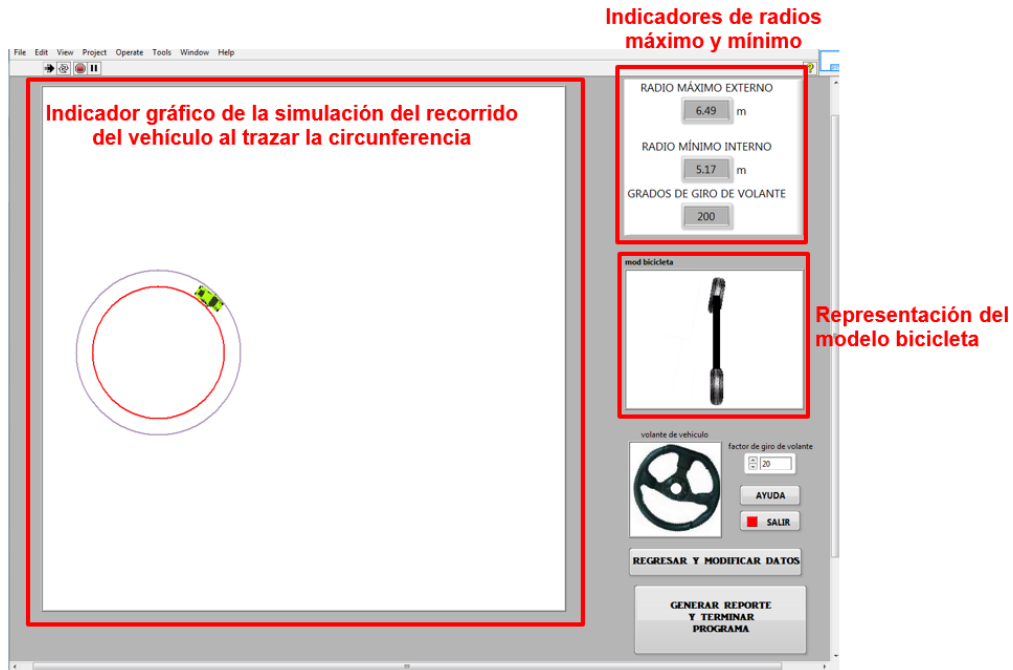 Indicadores de radios
máximo y mínimo
File Edit View Project Operate Tools Window Help
Indicador gráfico de la simulación del recorrido
del vehículo al trazar la circunferencia
RADIO MÁXIMO EXTERNO
6.49 m
RADIO MÍNIMO INTERNO
5.17 m
GRADOS DE GIRO DE VOLANTE
200
mod bicicleta
Representación del
modelo bicicleta
volante de vehiculo
factor de giro de volante
20
AYUDA
SALIR
REGRESAR Y MODIFICAR DATOS
GENERAR REPORTE
Y TERMINAR
PROGRAMA